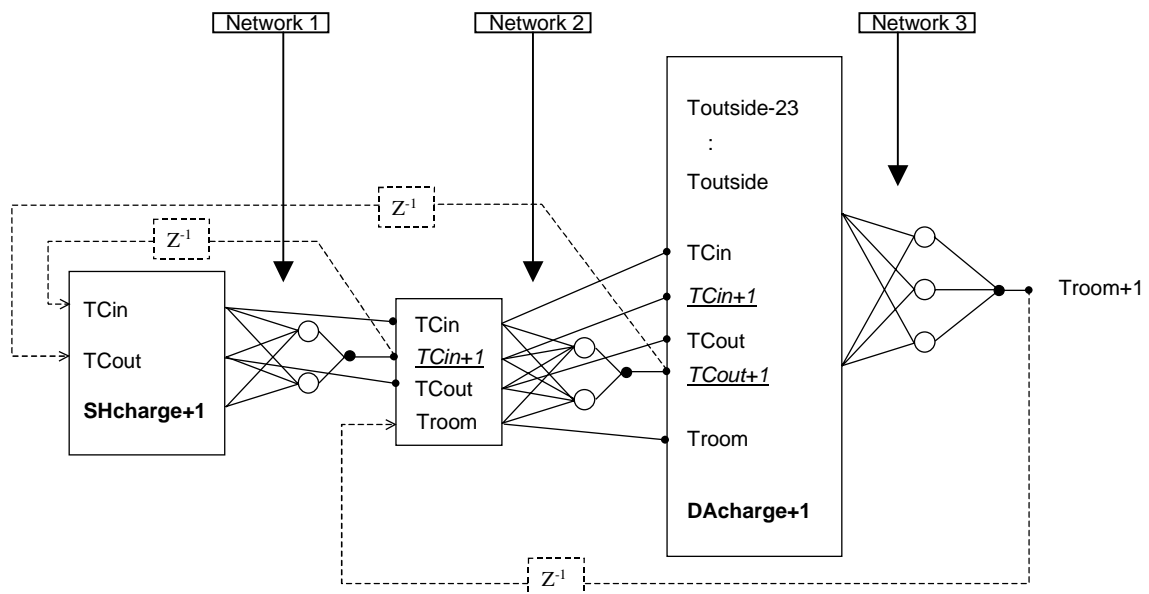 Network 1
Network 2
Network 3
Toutside-23
:
Toutside
Z-1
Z-1
TCin
TCout
SHcharge+1
TCin
TCin+1
TCout
Troom
TCin
TCin+1
TCout
TCout+1
Troom
DAcharge+1
Troom+1
Z-1